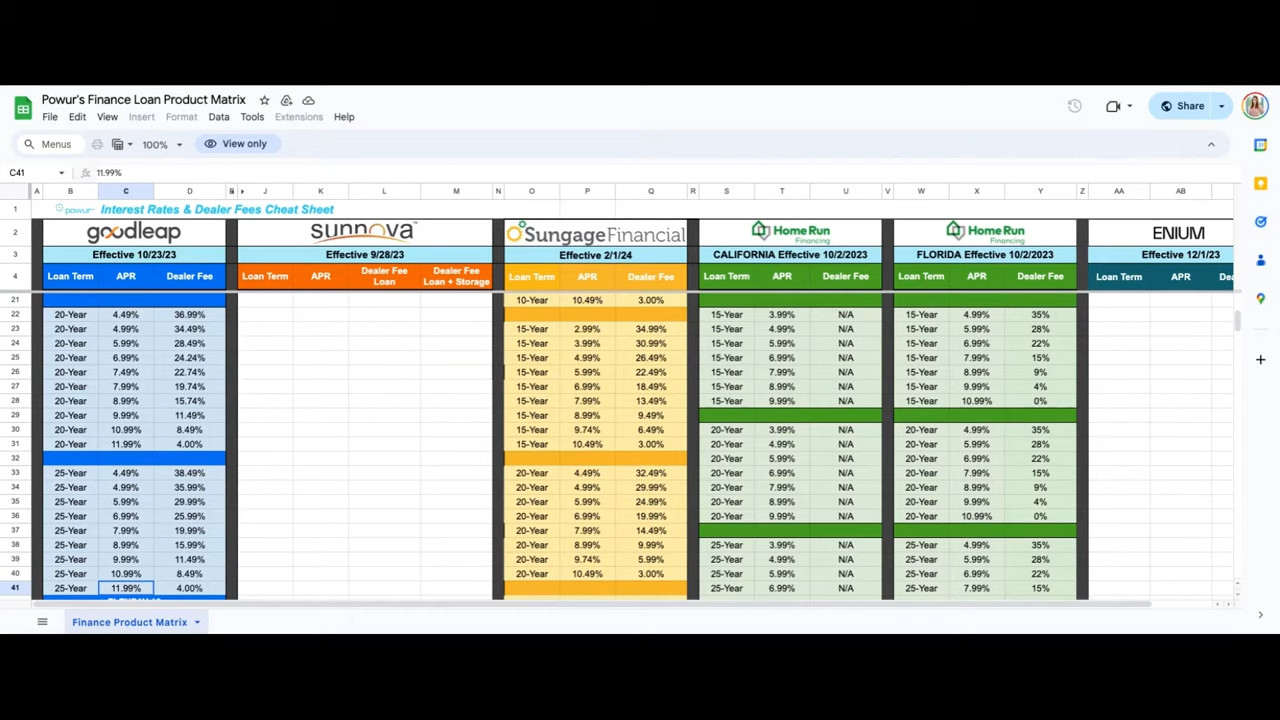 Powur's Finance Loan Product Matrix
File Edit View Insert Format Data Tools Extensions Help
Share
Menus 100% View only
C41 11.99%
A B C D J K L M N O P Q R S T U V W X Y Z AA AB
1 powur Interest Rates & Dealer Fees Cheat Sheet
2 goodleap sunnova Sungage Financial Home Run Financing Home Run Financing ENIUM
3 Effective 10/23/23 Effective 9/28/23 Effective 2/1/24 CALIFORNIA Effective 10/2/2023 FLORIDA Effective 10/2/2023 Effective 12/1/23
4 Loan Term APR Dealer Fee Loan Term APR Dealer Fee Loan Dealer Fee Loan + Storage Loan Term APR Dealer Fee Loan Term APR Dealer Fee Loan Term APR Dealer Fee Loan Term APR Dea
21 10-Year 10.49% 3.00%
22 20-Year 4.49% 36.99% 15-Year 3.99% N/A 15-Year 4.99% 35%
23 20-Year 4.99% 34.49% 15-Year 2.99% 34.99% 15-Year 4.99% N/A 15-Year 5.99% 28%
24 20-Year 5.99% 28.49% 15-Year 3.99% 30.99% 15-Year 5.99% N/A 15-Year 6.99% 22%
25 20-Year 6.99% 24.24% 15-Year 4.99% 26.49% 15-Year 6.99% N/A 15-Year 7.99% 15%
26 20-Year 7.49% 22.74% 15-Year 5.99% 22.49% 15-Year 7.99% N/A 15-Year 8.99% 9%
27 20-Year 7.99% 19.74% 15-Year 6.99% 18.49% 15-Year 8.99% N/A 15-Year 9.99% 4%
28 20-Year 8.99% 15.74% 15-Year 7.99% 13.49% 15-Year 9.99% N/A 15-Year 10.99% 0%
29 20-Year 9.99% 11.49% 15-Year 8.99% 9.49%
30 20-Year 10.99% 8.49% 15-Year 9.74% 6.49% 20-Year 3.99% N/A 20-Year 4.99% 35%
31 20-Year 11.99% 4.00% 15-Year 10.49% 3.00% 20-Year 4.99% N/A 20-Year 5.99% 28%
32 20-Year 5.99% N/A 20-Year 6.99% 22%
33 25-Year 4.49% 38.49% 20-Year 4.49% 32.49% 20-Year 6.99% N/A 20-Year 7.99% 15%
34 25-Year 4.99% 35.99% 20-Year 4.99% 29.99% 20-Year 7.99% N/A 20-Year 8.99% 9%
35 25-Year 5.99% 29.99% 20-Year 5.99% 24.99% 20-Year 8.99% N/A 20-Year 9.99% 4%
36 25-Year 6.99% 25.99% 20-Year 6.99% 19.99% 20-Year 9.99% N/A 20-Year 10.99% 0%
37 25-Year 7.99% 19.99% 20-Year 7.99% 14.49%
38 25-Year 8.99% 15.99% 20-Year 8.99% 9.99% 25-Year 3.99% N/A 25-Year 4.99% 35%
39 25-Year 9.99% 11.49% 20-Year 9.74% 5.99% 25-Year 4.99% N/A 25-Year 5.99% 28%
40 25-Year 10.99% 8.49% 20-Year 10.49% 3.00% 25-Year 5.99% N/A 25-Year 6.99% 22%
41 25-Year 11.99% 4.00% 25-Year 6.99% N/A 25-Year 7.99% 15%
Finance Product Matrix